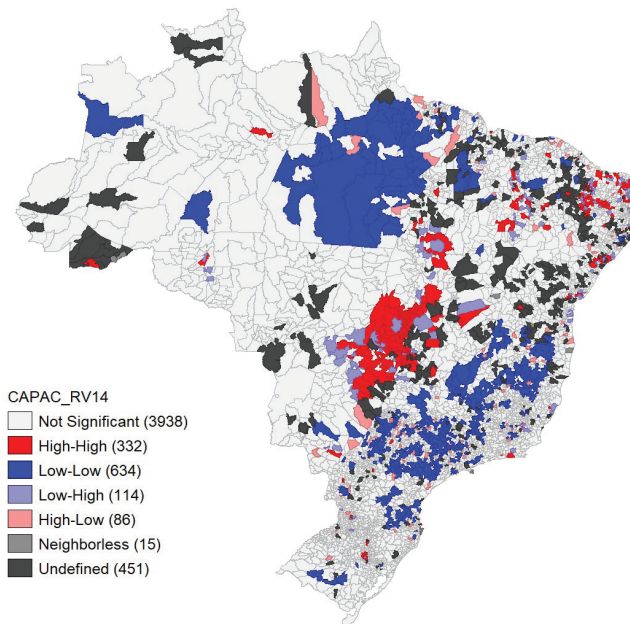 CAPAC_RV14
Not Significant (3938)
High-High (332)
Low-Low (634)
Low-High (114)
High-Low (86)
Neighborless (15)
Undefined (451)